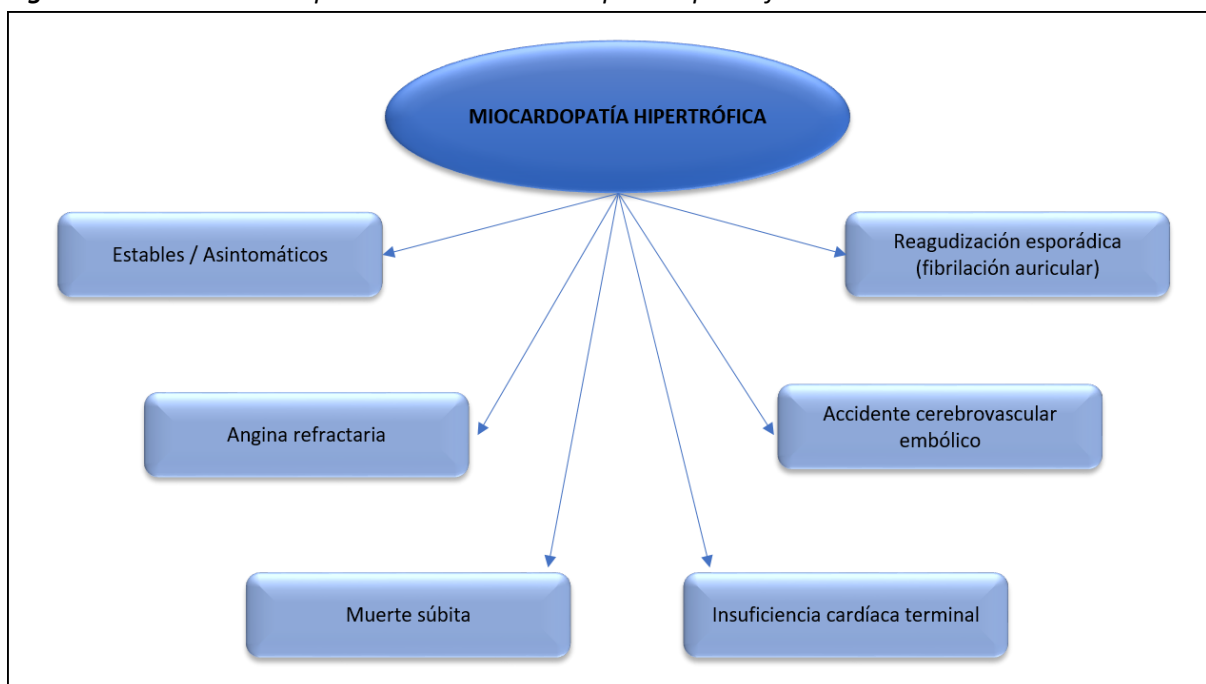 MIOCARDOPATÍA HIPERTRÓFICA
Estables / Asintomáticos
Reagudización esporádica
(fibrilación auricular)
Angina refractaria
Accidente cerebrovascular
embólico
Muerte súbita
Insuficiencia cardíaca terminal